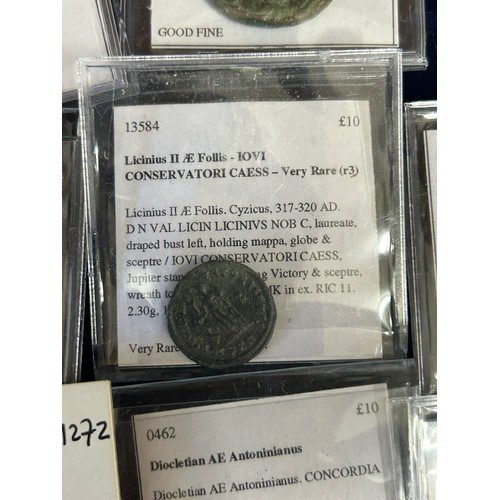 GOOD FINE
13584 £10
Licinius II Æ Follis - IOVI
CONSERVATORI CAESS – Very Rare (r3)
Licinius II Æ Follis. Cyzicus, 317-320 AD.
D N VAL LICIN LICINIVS NOB C, laureate,
draped bust left, holding mappa, globe &
sceptre / IOVI CONSERVATORI CAESS,
Jupiter Victory & sceptre,
wreath MK in ex. RIC 11.
2.30g,
Very Rare
1272
0462 £10
Diocletian AE Antoninianus
Diocletian AE Antoninianus. CONCORDIA